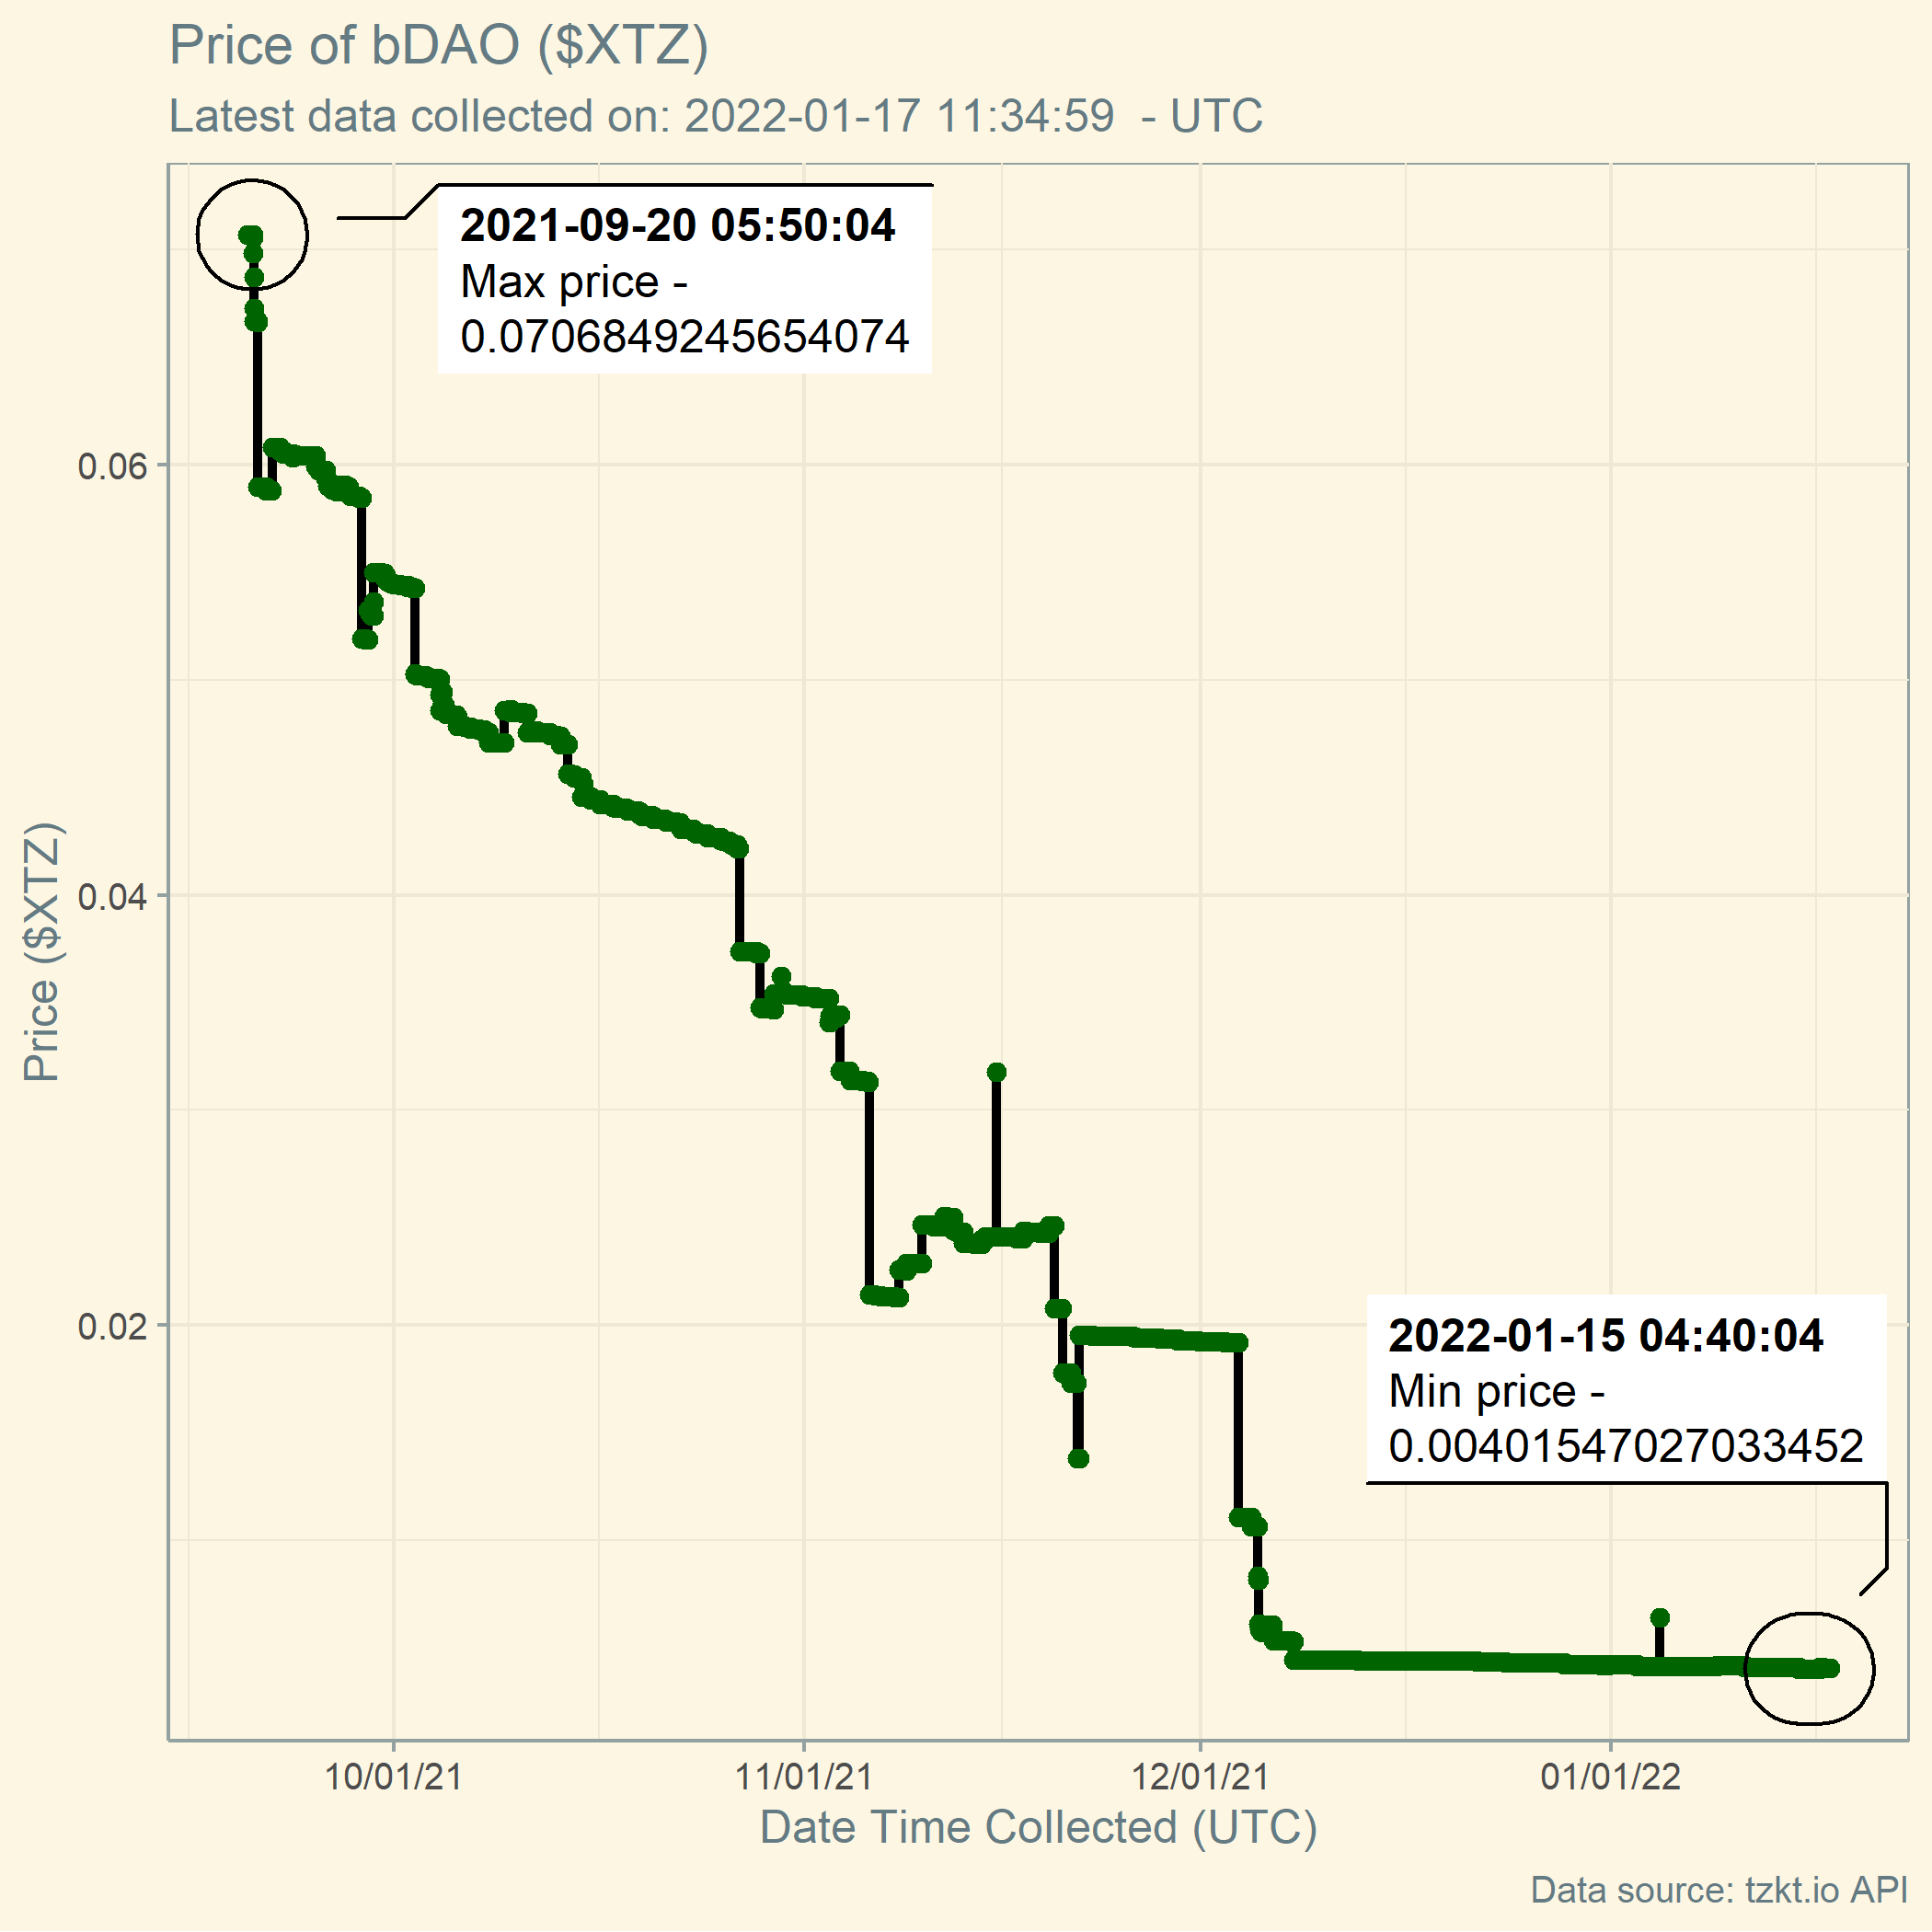 Price of bDAO ($XTZ)
Latest data collected on: 2022-01-17 11:34:59  - UTC
2021-09-20 05:50:04
Max price -
0.0706849245654074
0.06
0.04
0.02
Price ($XTZ)
2022-01-15 04:40:04
Min price -
0.00401547027033452
10/01/21
11/01/21
12/01/21
01/01/22
Date Time Collected (UTC)
Data source: tzkt.io API